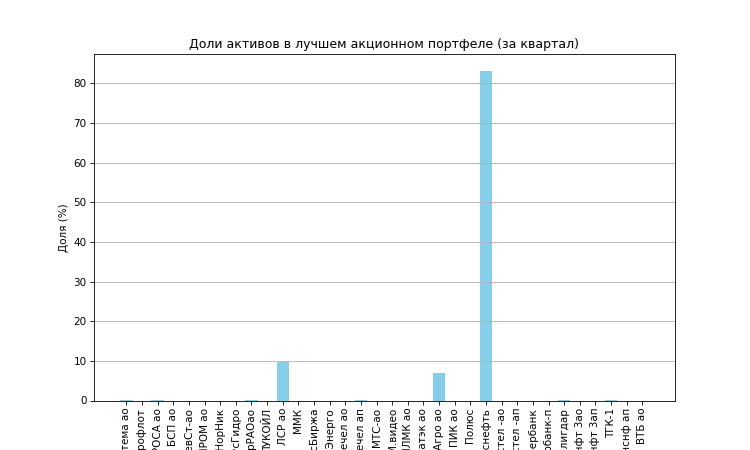 Доли активов в лучшем акционном портфеле (за квартал)
Доля (%)
80
70
60
50
40
30
20
10
0
тема ао
рофлот
РОСА ао
БСП ао
евСт-ао
ПРОМ ао
НорНик
сГидро
рРАОао
ЛУКОЙЛ
ЛСР ао
ММК
сБиржа
Энерго
ечел ао
ечел ап
МТС-ао
М.видео
ЛМК ао
атэк ао
Агро ао
ПИК ао
Полюс
снефть
стел -ао
стел -ап
ербанк
рбанк-п
лигдар
нфт 3ао
нфт 3ап
ТГК-1
нснф ап
ВТБ ао